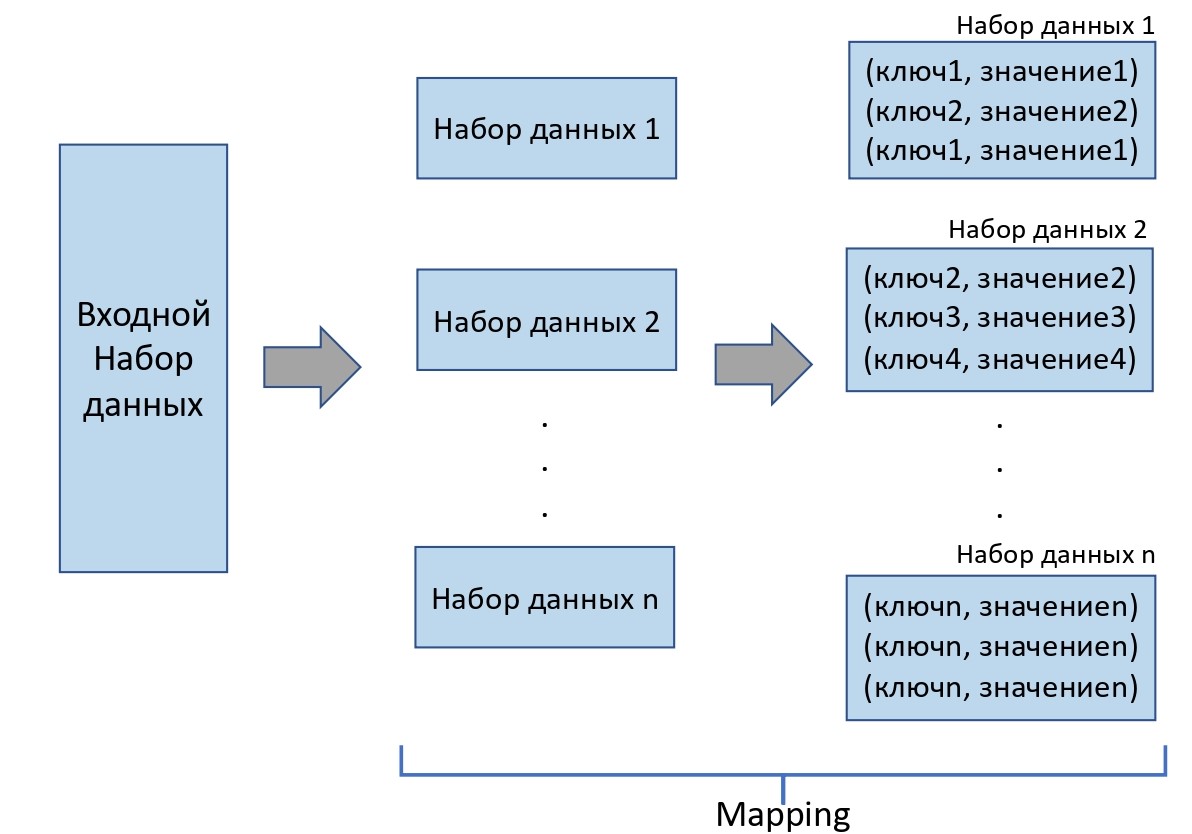 Входной
Набор
данных
Набор данных 1
Набор данных 2
.
.
.
Набор данных n
Набор данных 1
(ключ1, значение1)
(ключ2, значение2)
(ключ1, значение1)
Набор данных 2
(ключ2, значение2)
(ключ3, значение3)
(ключ4, значение4)
.
.
.
Набор данных n
(ключn, значениеn)
(ключn, значениеn)
(ключn, значениеn)
Mapping